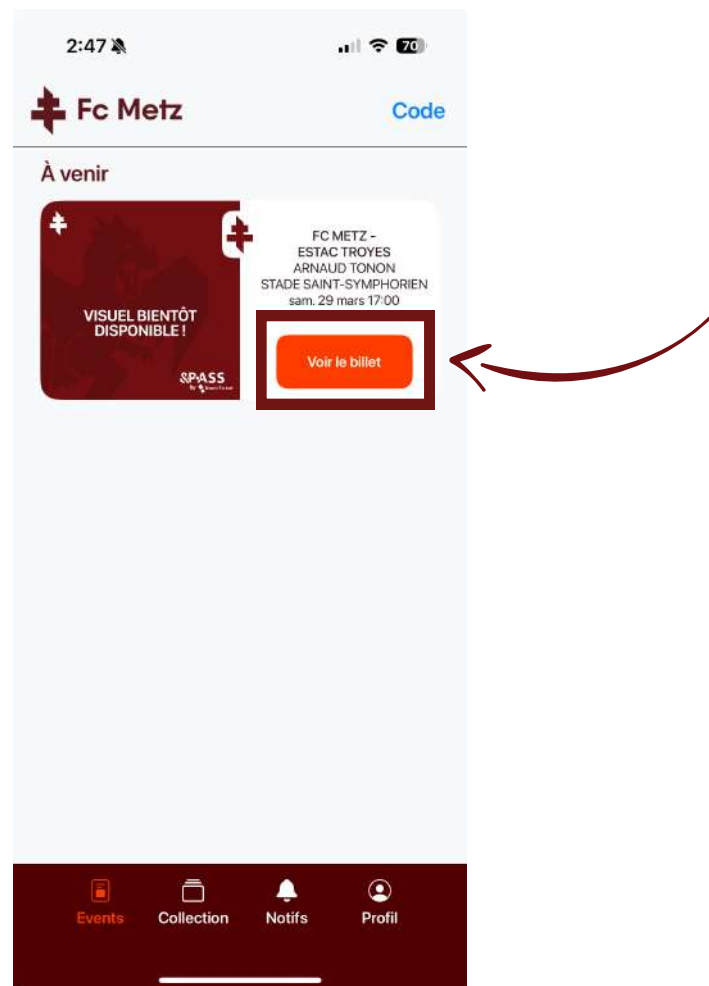 2:47
70
Fc Metz
Code
À venir
VISUEL BIENTÔT
DISPONIBLE !
SPASS
FC METZ -
ESTAC TROYES
ARNAUD TONON
STADE SAINT-SYMPHORIEN
sam. 29 mars 17:00
Voir le billet
Events
Collection
Notifs
Profil